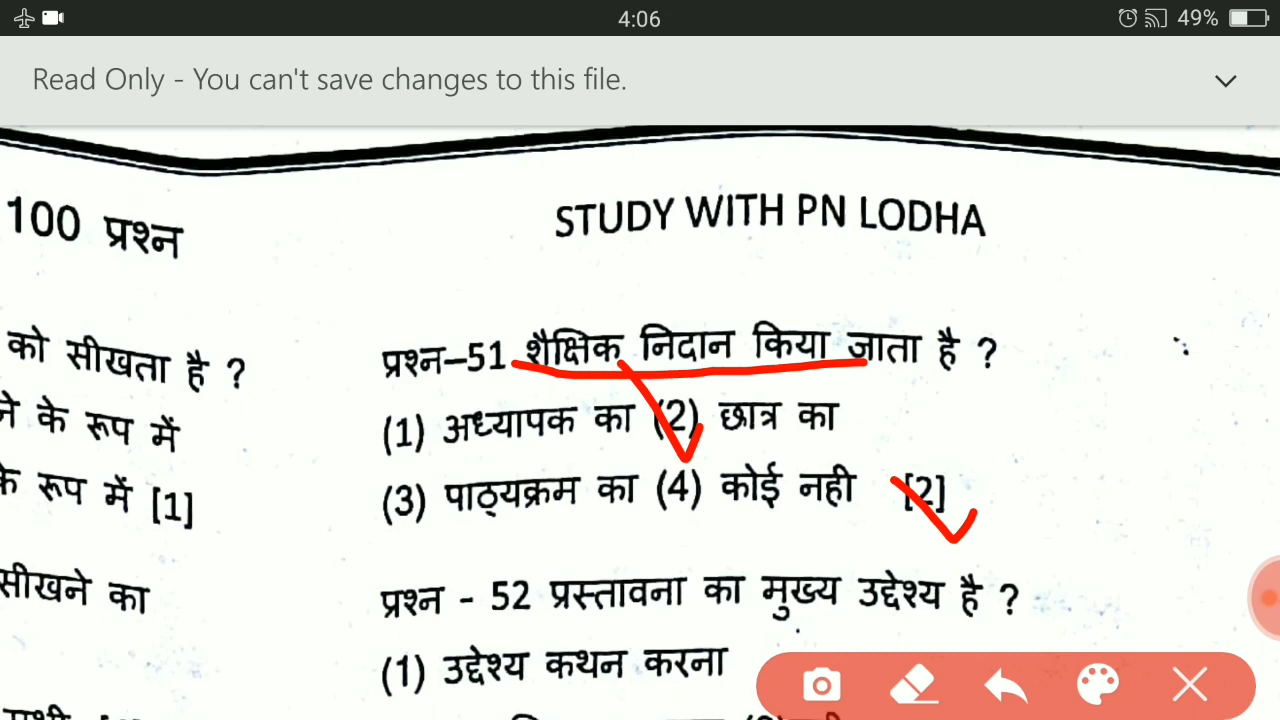 4:06
49%
Read Only - You can't save changes to this file.
100 प्रश्न
STUDY WITH PN LODHA
को सीखता है ?
ने के रूप में
के रूप में [1]
सीखने का
प्रश्न–51 शैक्षिक निदान किया जाता है ?
(1) अध्यापक का (2) छात्र का
(3) पाठ्यक्रम का (4) कोई नही [2]
प्रश्न - 52 प्रस्तावना का मुख्य उद्देश्य है ?
(1) उद्देश्य कथन करना